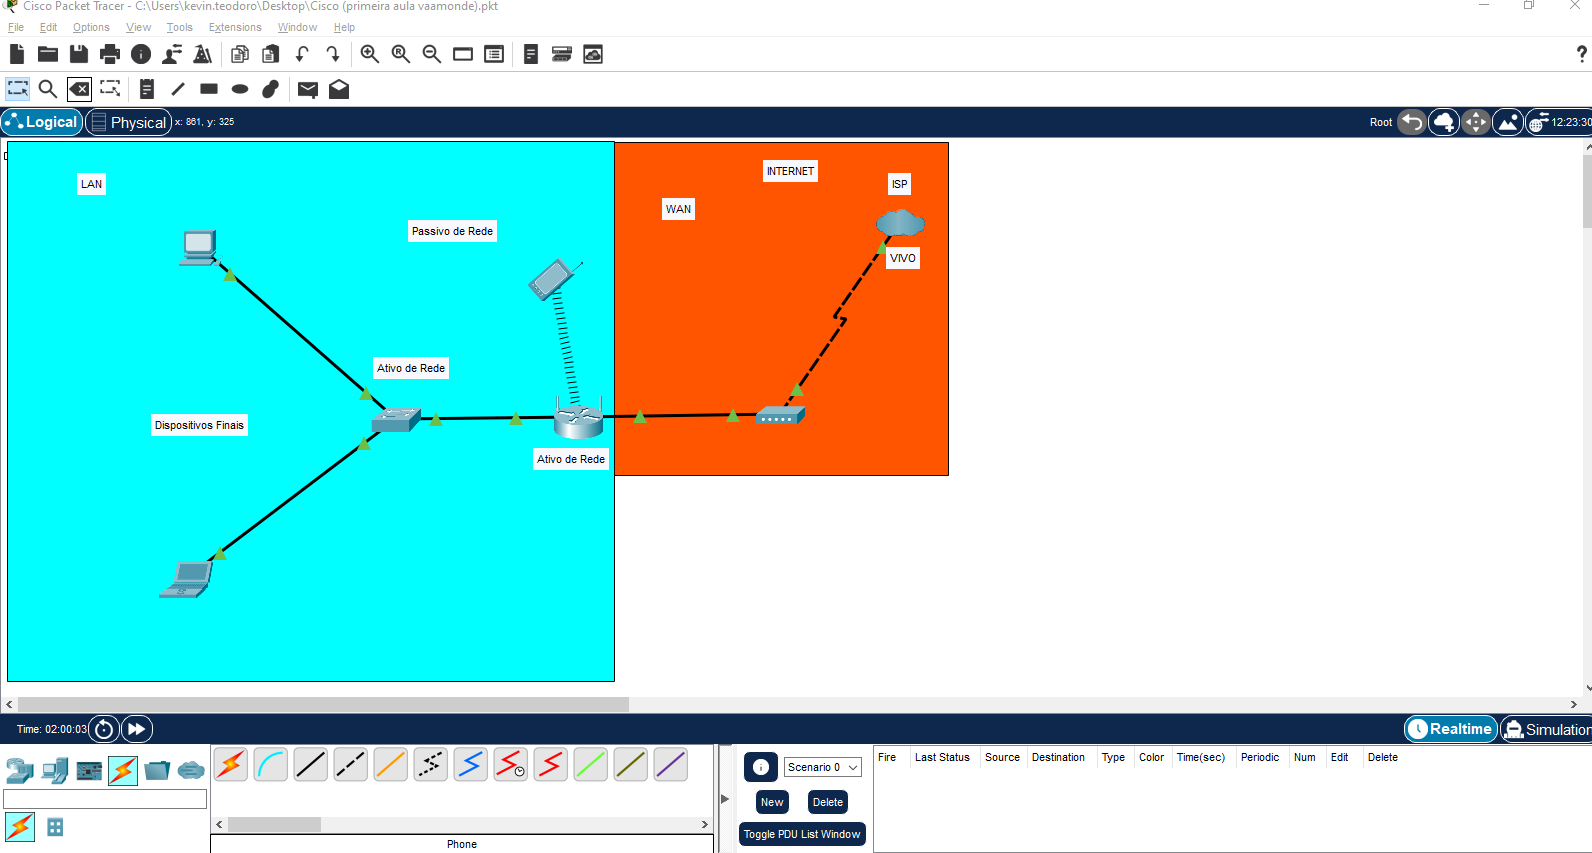 Cisco Packet Tracer - C:\Users\kevin.teodoro\Desktop\Cisco (primeira aula vaamonde).pkt
File Edit Options View Tools Extensions Window Help
?
Logical Physical x: 861, y: 325 Root 12:23:30
LAN
INTERNET
ISP
WAN
Passivo de Rede
VIVO
Ativo de Rede
Dispositivos Finais
Ativo de Rede
Time: 02:00:03 Realtime Simulation
Scenario 0
New Delete
Toggle PDU List Window
Fire Last Status Source Destination Type Color Time(sec) Periodic Num Edit Delete
Phone